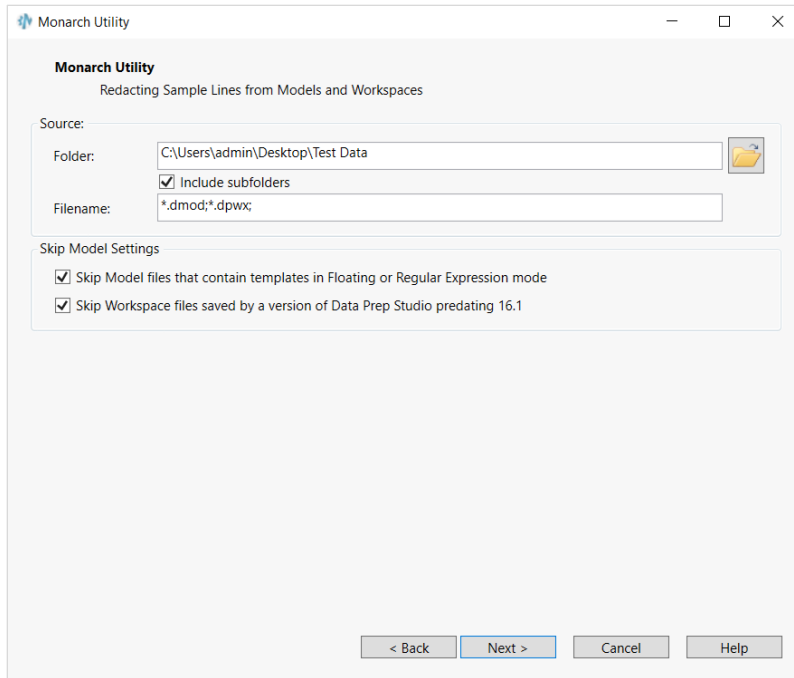 Monarch Utility
Monarch Utility
Redacting Sample Lines from Models and Workspaces
Source:
Folder:
C:\Users\admin\Desktop\Test Data
Include subfolders
Filename:
*.dmod;*.dpwx;
Skip Model Settings
Skip Model files that contain templates in Floating or Regular Expression mode
Skip Workspace files saved by a version of Data Prep Studio predating 16.1
< Back
Next >
Cancel
Help